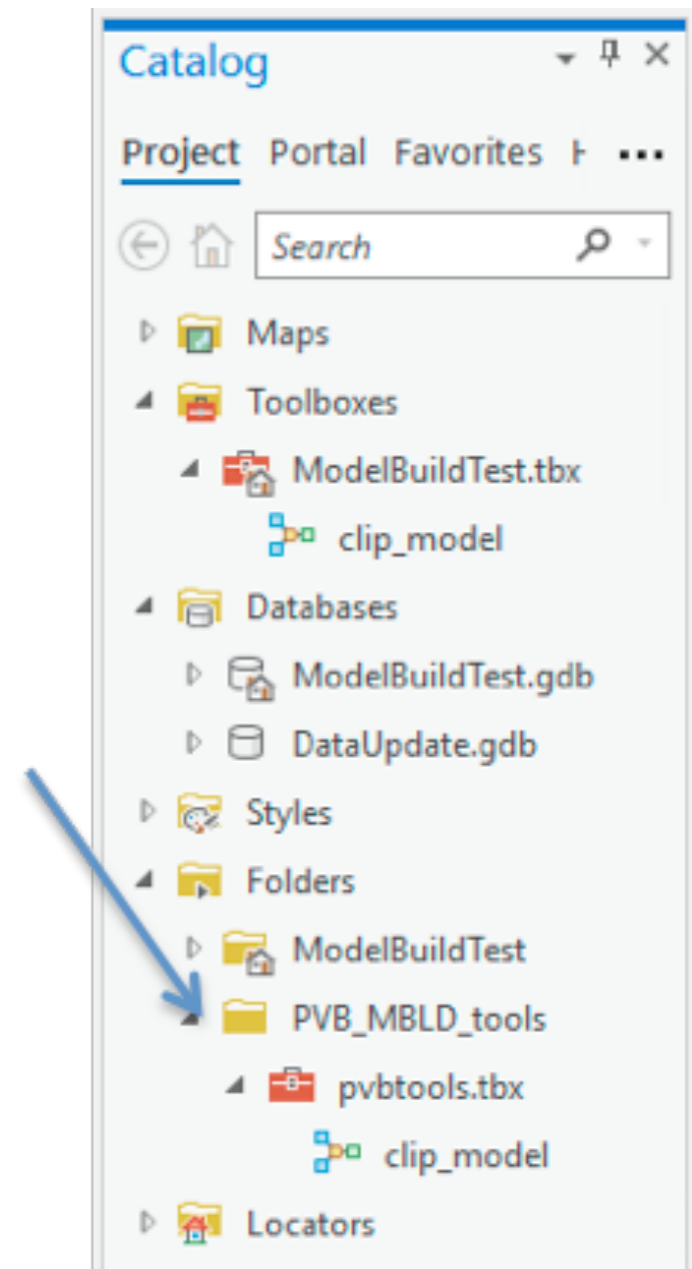 Catalog
Project Portal Favorites
Search
Maps
Toolboxes
ModelBuildTest.tbx
clip_model
Databases
ModelBuildTest.gdb
DataUpdate.gdb
Styles
Folders
ModelBuildTest
PVB_MBLD_tools
pvbtools.tbx
clip_model
Locators